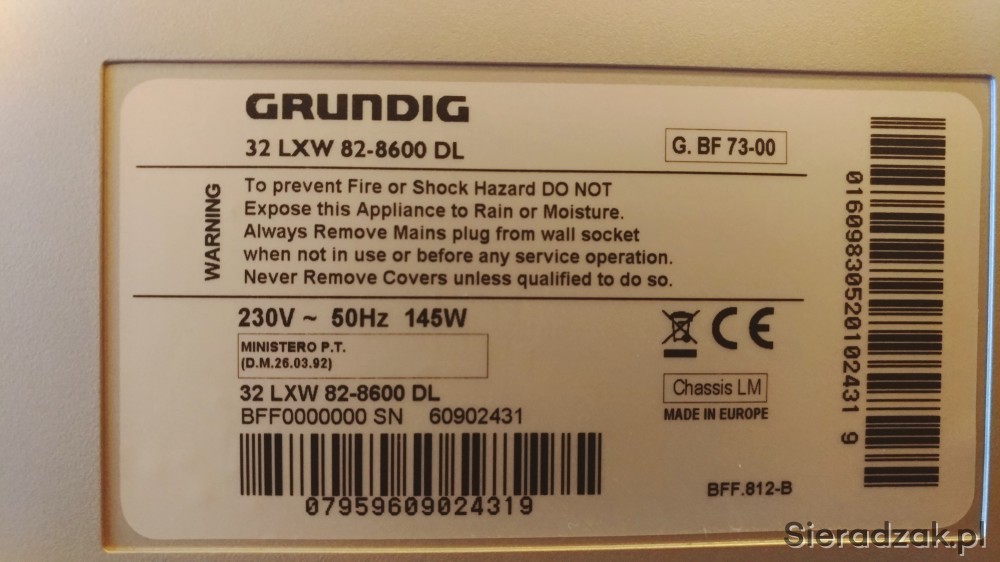 GRUNDIG
32 LXW 82-8600 DL
G. BF 73-00
WARNING
To prevent Fire or Shock Hazard DO NOT
Expose this Appliance to Rain or Moisture.
Always Remove Mains plug from wall socket
when not in use or before any service operation.
Never Remove Covers unless qualified to do so.
230V ~ 50Hz 145W
CE
MINISTERO P.T.
(D.M.26.03.92)
32 LXW 82-8600 DL
Chassis LM
BFF0000000 SN 60902431
MADE IN EUROPE
07959609024319
BFF.812-B
01609830520102431 9
Sieradzak.pl